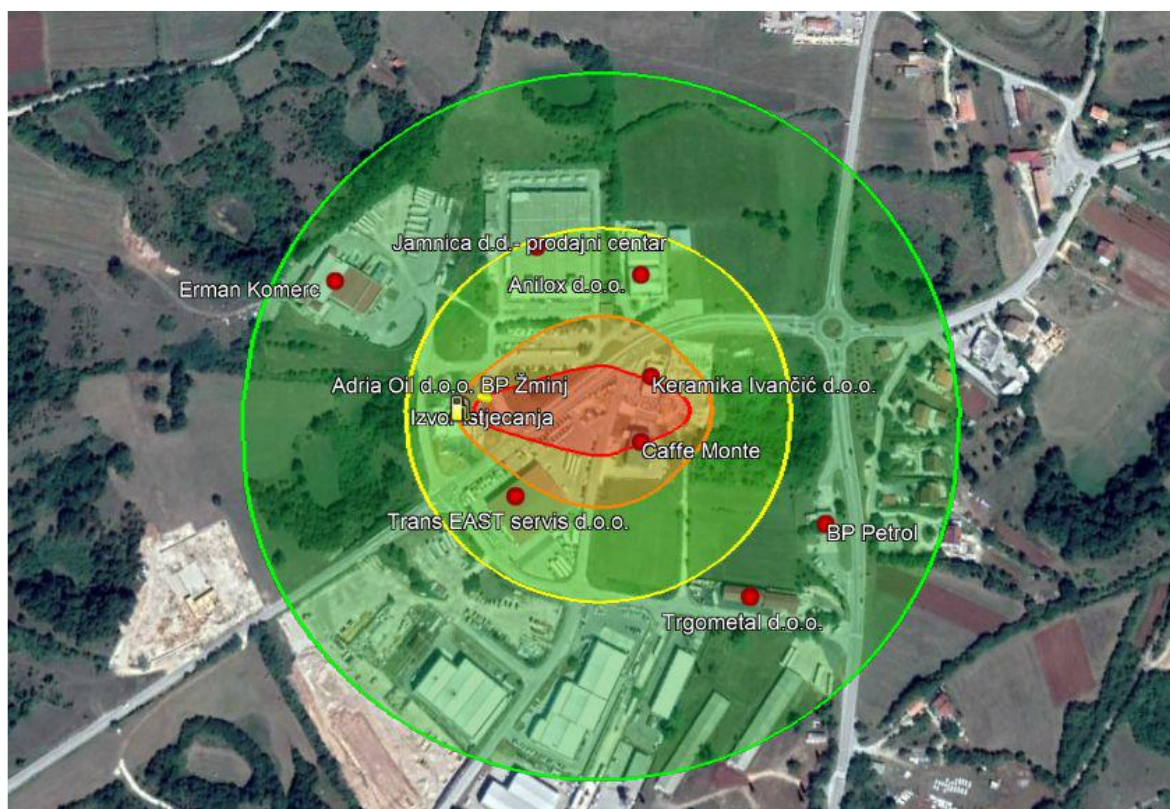 Jamnica d.d.- prodajni centar
Erman Komerc
Anilox d.o.o.
Adria Oil d.o.o. BP Žminj
Keramika Ivančić d.o.o.
Izvor istjecanja
Caffe Monte
Trans EAST servis d.o.o.
BP Petrol
Trgometal d.o.o.